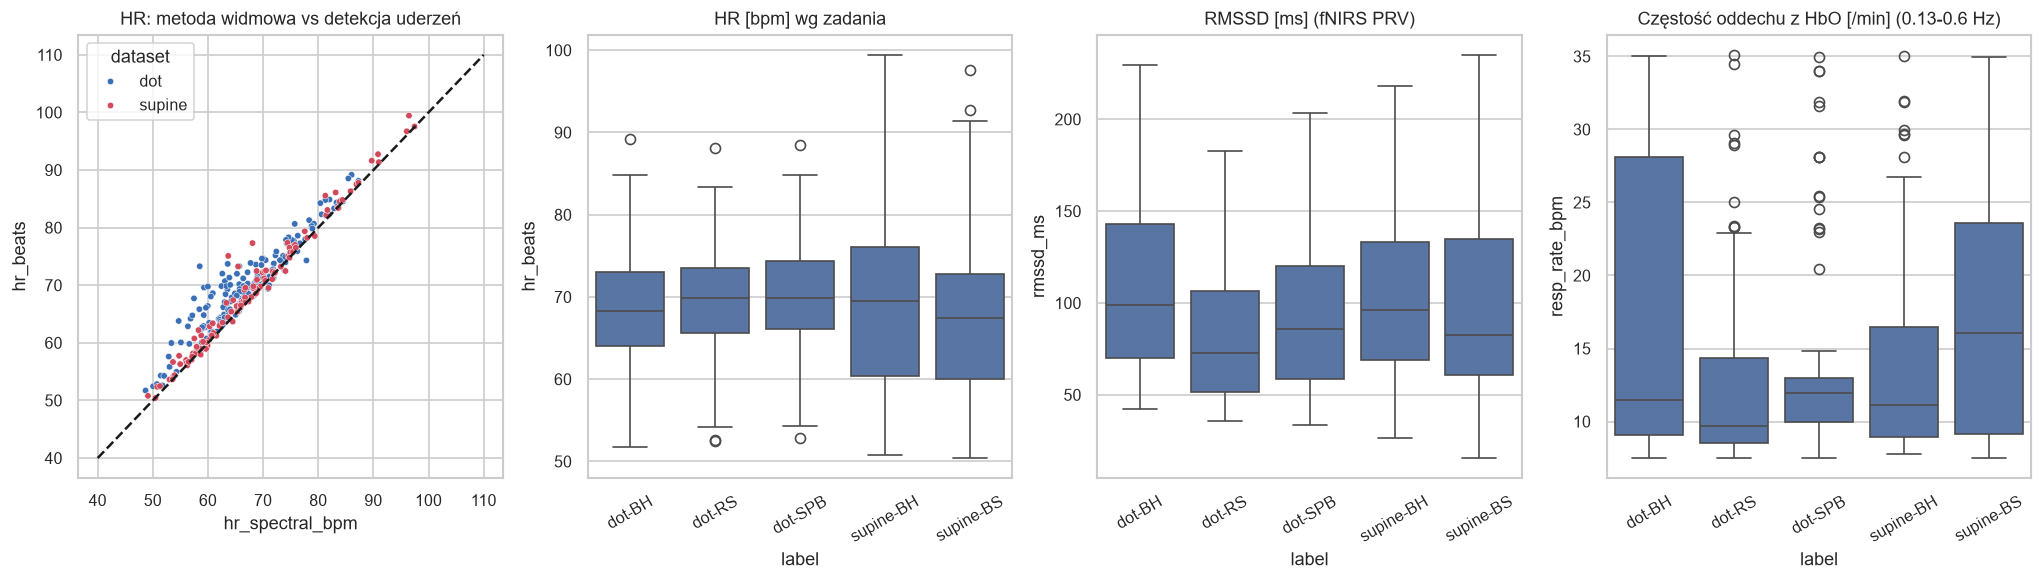 HR: metoda widmowa vs detekcja uderzeń
dataset
dot
supine
110
100
90
80
70
60
50
40
hr_beats
40 50 60 70 80 90 100 110
hr_spectral_bpm
HR [bpm] wg zadania
100
90
80
70
60
50
hr_beats
dot-BH dot-RS dot-SPB supine-BH supine-BS
label
RMSSD [ms] (fNIRS PRV)
200
150
100
50
rmssd_ms
dot-BH dot-RS dot-SPB supine-BH supine-BS
label
Częstość oddechu z HbO [/min] (0.13-0.6 Hz)
35
30
25
20
15
10
resp_rate_bpm
dot-BH dot-RS dot-SPB supine-BH supine-BS
label